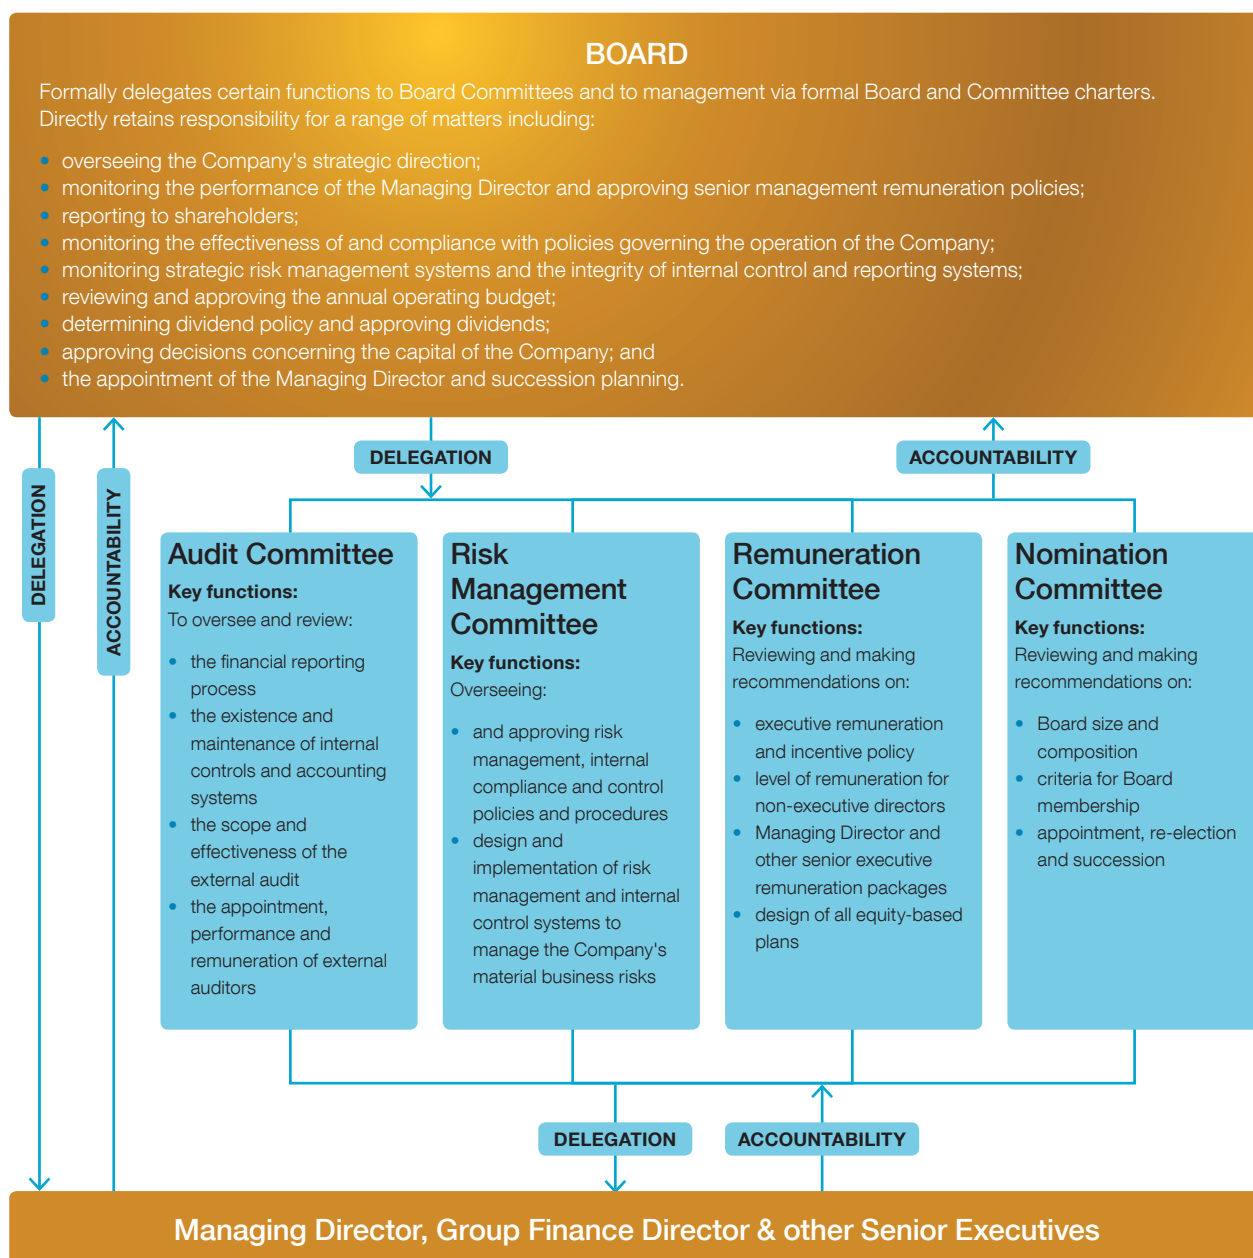 BOARD
Formally delegates certain functions to Board Committees and to management via formal Board and Committee charters.
Directly retains responsibility for a range of matters including:
• overseeing the Company's strategic direction;
• monitoring the performance of the Managing Director and approving senior management remuneration policies;
• reporting to shareholders;
• monitoring the effectiveness of and compliance with policies governing the operation of the Company;
• monitoring strategic risk management systems and the integrity of internal control and reporting systems;
• reviewing and approving the annual operating budget;
• determining dividend policy and approving dividends;
• approving decisions concerning the capital of the Company; and
• the appointment of the Managing Director and succession planning.
DELEGATION
ACCOUNTABILITY
DELEGATION
ACCOUNTABILITY
Audit Committee
Key functions:
To oversee and review:
• the financial reporting
process
• the existence and
maintenance of internal
controls and accounting
systems
• the scope and
effectiveness of the
external audit
• the appointment,
performance and
remuneration of external
auditors
Risk
Management
Committee
Key functions:
Overseeing:
• and approving risk
management, internal
compliance and control
policies and procedures
• design and
implementation of risk
management and internal
control systems to
manage the Company's
material business risks
Remuneration
Committee
Key functions:
Reviewing and making
recommendations on:
• executive remuneration
and incentive policy
• level of remuneration for
non-executive directors
• Managing Director and
other senior executive
remuneration packages
• design of all equity-based
plans
Nomination
Committee
Key functions:
Reviewing and making
recommendations on:
• Board size and
composition
• criteria for Board
membership
• appointment, re-election
and succession
DELEGATION
ACCOUNTABILITY
Managing Director, Group Finance Director & other Senior Executives